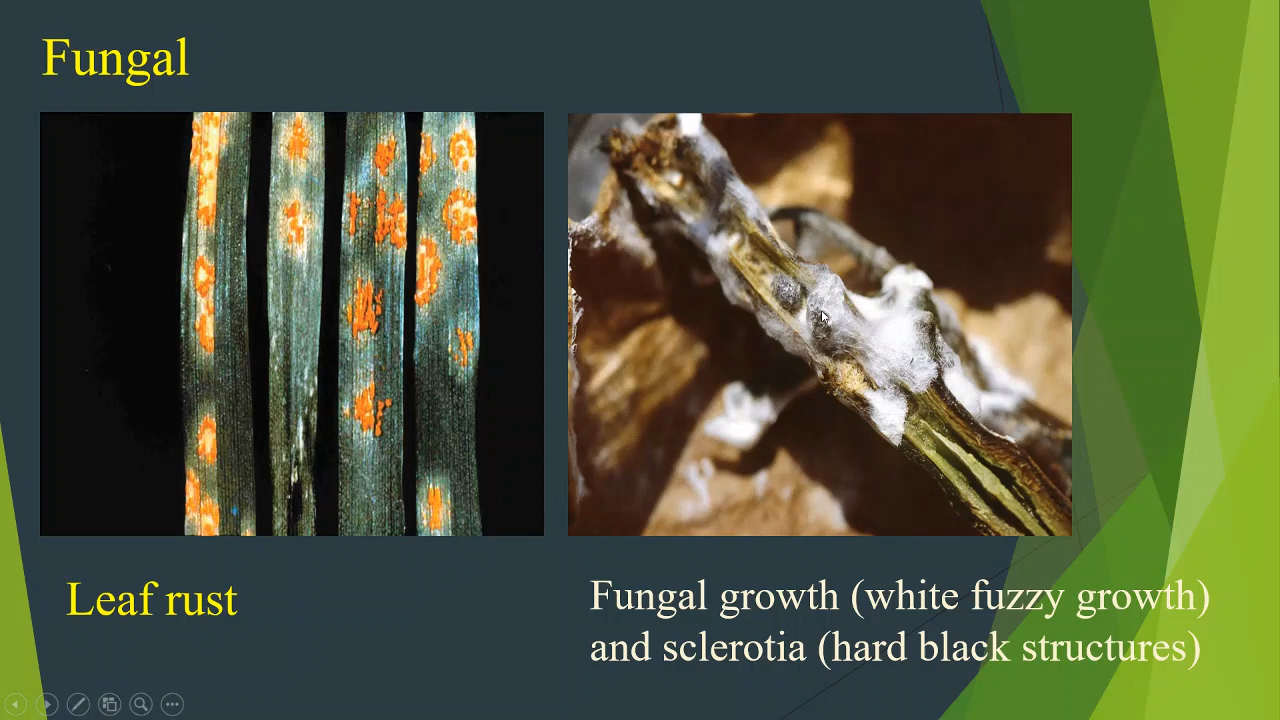 Fungal
Leaf rust
Fungal growth (white fuzzy growth)
and sclerotia (hard black structures)